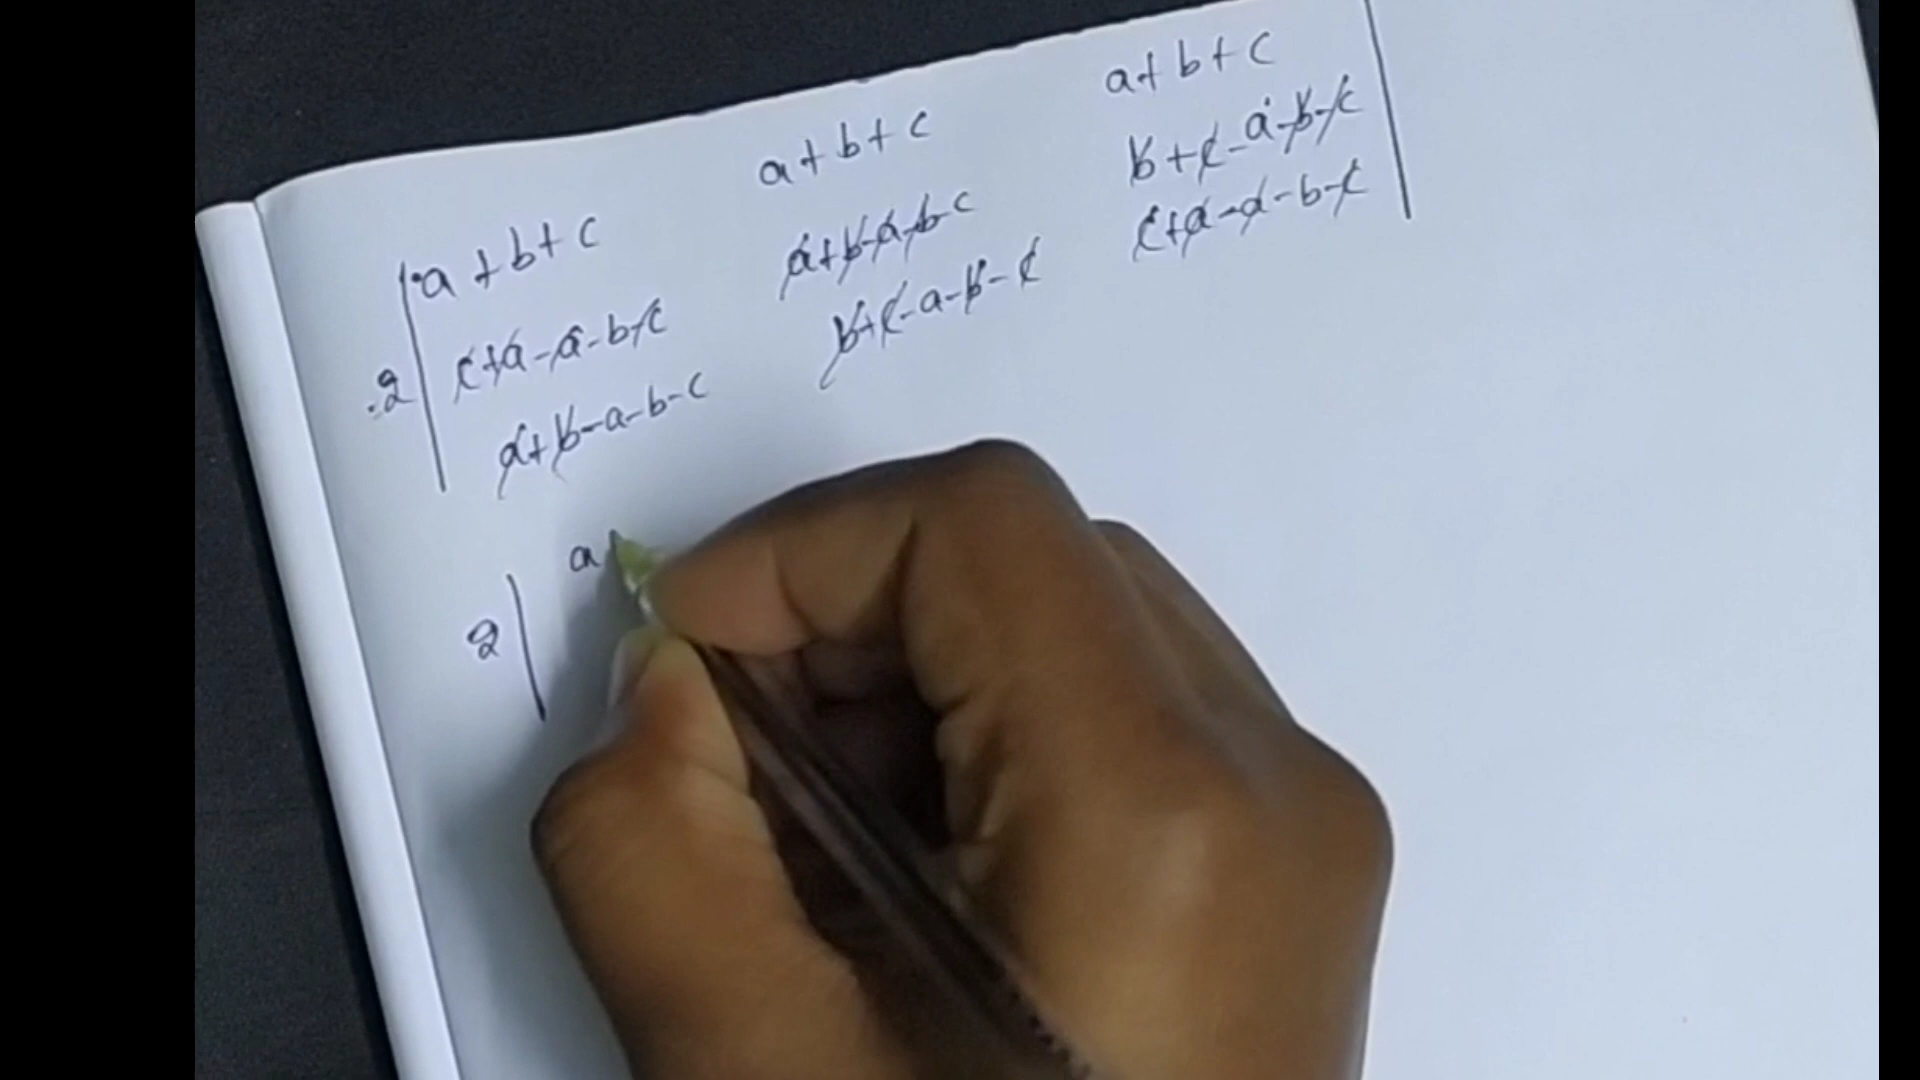 a+b+c a+b+c a+b+c
2 c+a-a-b-c a+b-a-b-c b+c-a-b-c
a+b-a-b-c b+c-a-b-c c+a-a-b-c
2 a